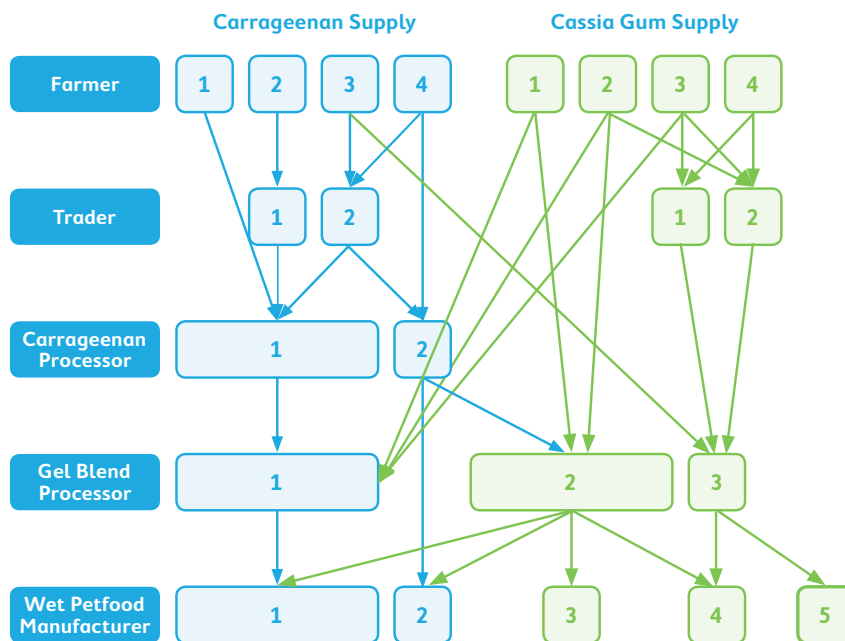 Carrageenan Supply
Cassia Gum Supply
Farmer
1 2 3 4
1 2 3 4
Trader
1 2
1 2
Carrageenan
Processor
1 2
Gel Blend
Processor
1
2 3
Wet Petfood
Manufacturer
1 2
3 4 5